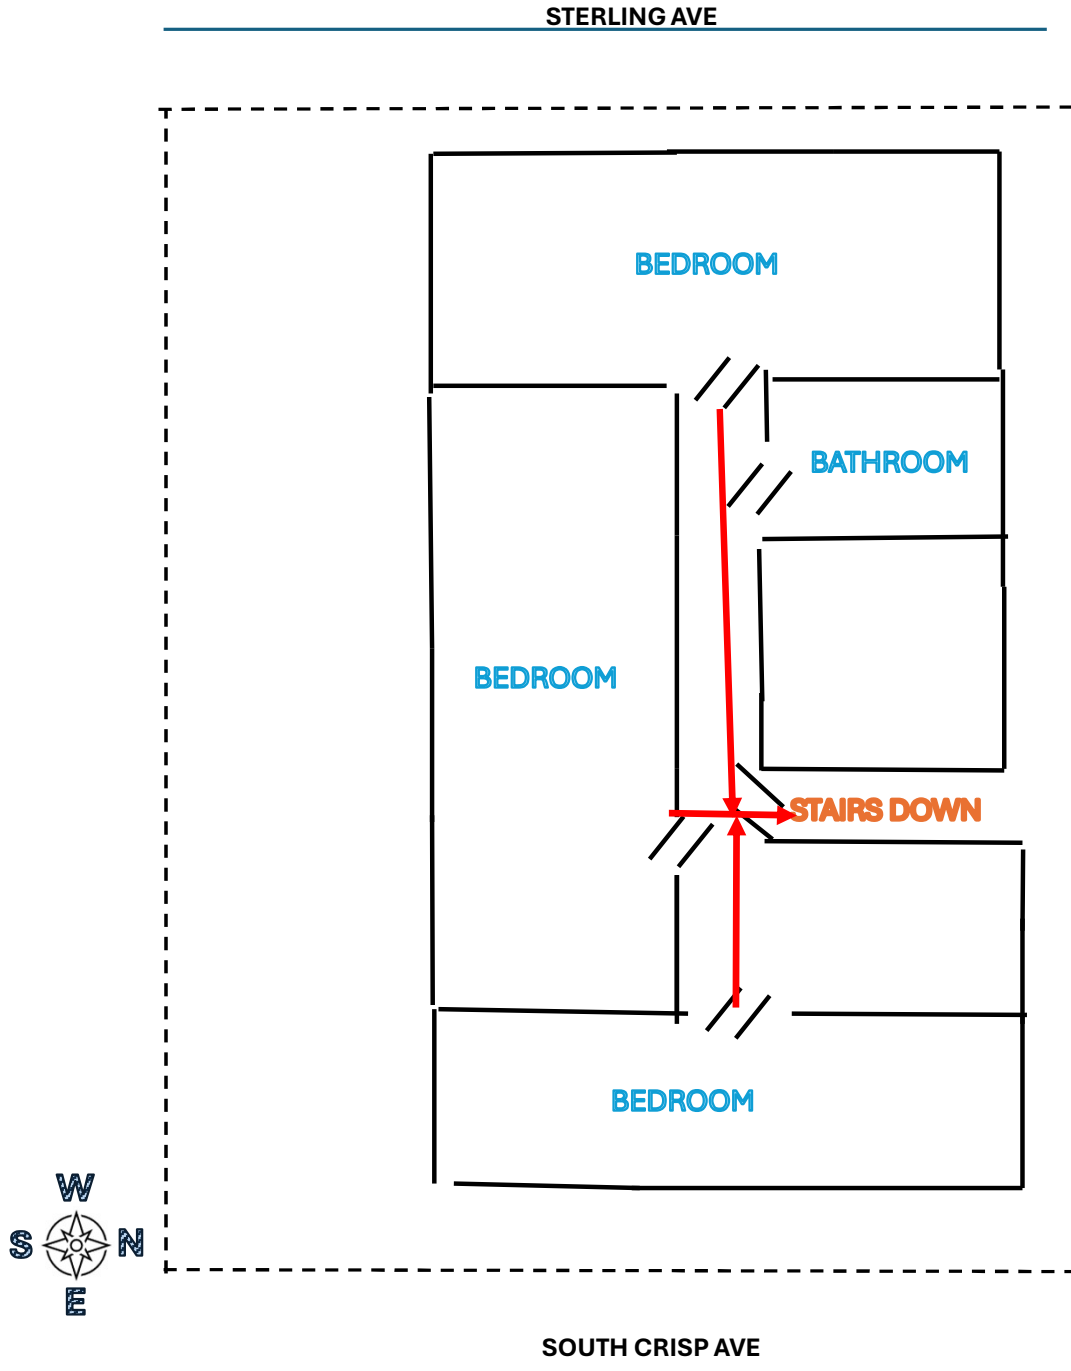 STERLING AVE
BEDROOM
BATHROOM
BEDROOM
STAIRS DOWN
BEDROOM
W
S N
E
SOUTH CRISP AVE